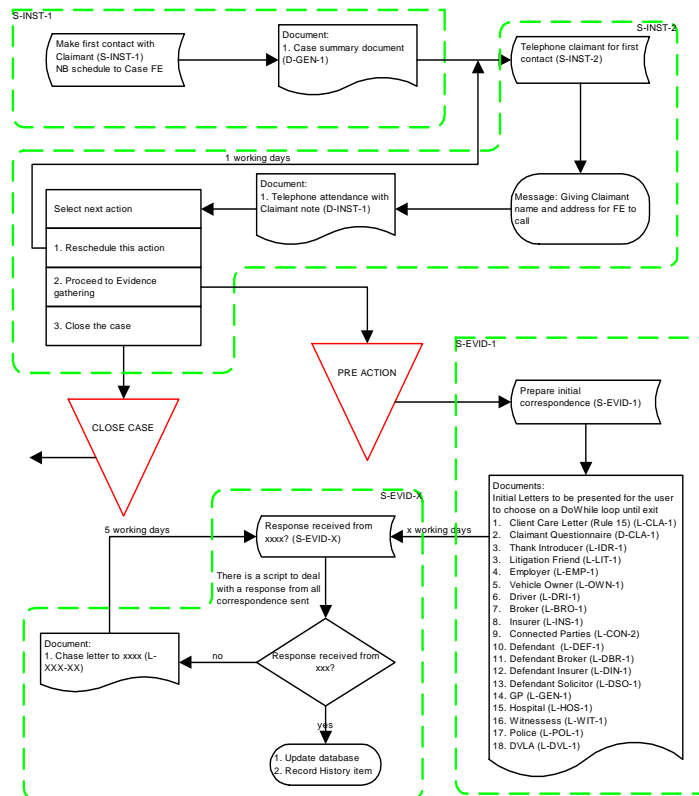 S-INST-1
Make first contact with
Claimant (S-INST-1)
NB schedule to Case FE
Document:
1. Case summary document
(D-GEN-1)
S-INST-2
Telephone claimant for first
contact (S-INST-2)
1 working days
Select next action
1. Reschedule this action
2. Proceed to Evidence
gathering
3. Close the case
Document:
1. Telephone attendance with
Claimant note (D-INST-1)
Message: Giving Claimant
name and address for FE to
call
CLOSE CASE
PRE ACTION
S-EVID-1
Prepare initial
correspondence (S-EVID-1)
Documents:
Initial Letters to be presented for the user
to choose on a DoWhile loop until exit
1. Client Care Letter (Rule 15) (L-CLA-1)
2. Claimant Questionnaire (D-CLA-1)
3. Thank Introducer (L-IDR-1)
3. Litigation Friend (L-LIT-1)
4. Employer (L-EMP-1)
5. Vehicle Owner (L-OWN-1)
6. Driver (L-DRI-1)
7. Broker (L-BRO-1)
8. Insurer (L-INS-1)
9. Connected Parties (L-CON-2)
10. Defendant (L-DEF-1)
11. Defendant Broker (L-DBR-1)
12. Defendant Insurer (L-DIN-1)
13. Defendant Solicitor (L-DSO-1)
14. GP (L-GEN-1)
15. Hospital (L-HOS-1)
16. Witnessess (L-WIT-1)
17. Police (L-POL-1)
18. DVLA (L-DVL-1)
S-EVID-X
5 working days
Response received from
xxxx? (S-EVID-X)
x working days
There is a script to deal
with a response from all
correspondence sent
Document:
1. Chase letter to xxxx (L-
XXX-XX)
no
Response received from
xxx?
yes
1. Update database
2. Record History item